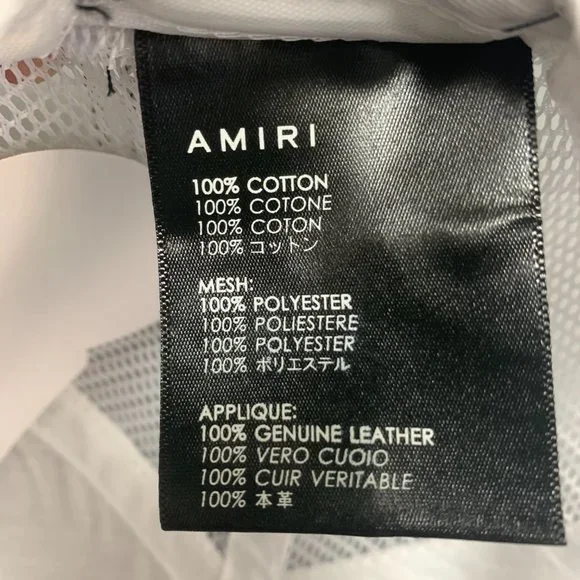 AMIRI
100% COTTON
100% COTONE
100% COTON
100% コットン
MESH:
100% POLYESTER
100% POLIESTERE
100% POLYESTER
100% ポリエステル
APPLIQUE:
100% GENUINE LEATHER
100% VERO CUOIO
100% CUIR VERITABLE
100% 本革